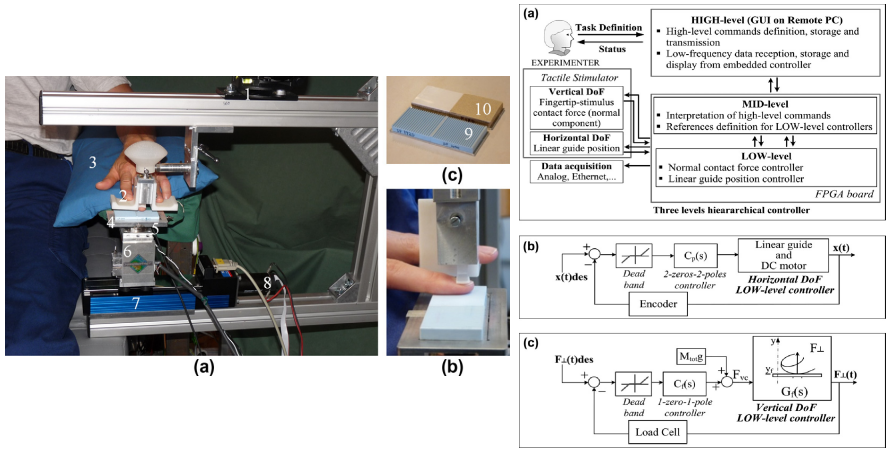 1
3
2
4
5
6
7
8
(a)
10
9
(c)
(b)
(a)
Task Definition
Status
EXPERIMENTER
HIGH-level (GUI on Remote PC)
▪ High-level commands definition, storage and
transmission
▪ Low-frequency data reception, storage and
display from embedded controller
Tactile Stimulator
Vertical DoF
Fingertip-stimulus
contact force (normal
component)
Horizontal DoF
Linear guide position
Data acquisition
Analog, Ethernet,...
MID-level
▪ Interpretation of high-level commands
▪ References definition for LOW-level controllers
LOW-level
▪ Normal contact force controller
▪ Linear guide position controller
FPGA board
Three levels hieararchical controller
(b)
x(t)des
+
−
Dead
band
Cp(s)
2-zeros-2-poles
controller
Linear guide
and
DC motor
x(t)
Horizontal DoF
LOW-level controller
Encoder
(c)
F⊥(t)des
+
−
Dead
band
Cf(s)
1-zero-1-pole
controller
Mtotg
+
+
Fvc
y
yf
F⊥
Gf(s)
F⊥(t)
Vertical DoF
LOW-level controller
Load Cell